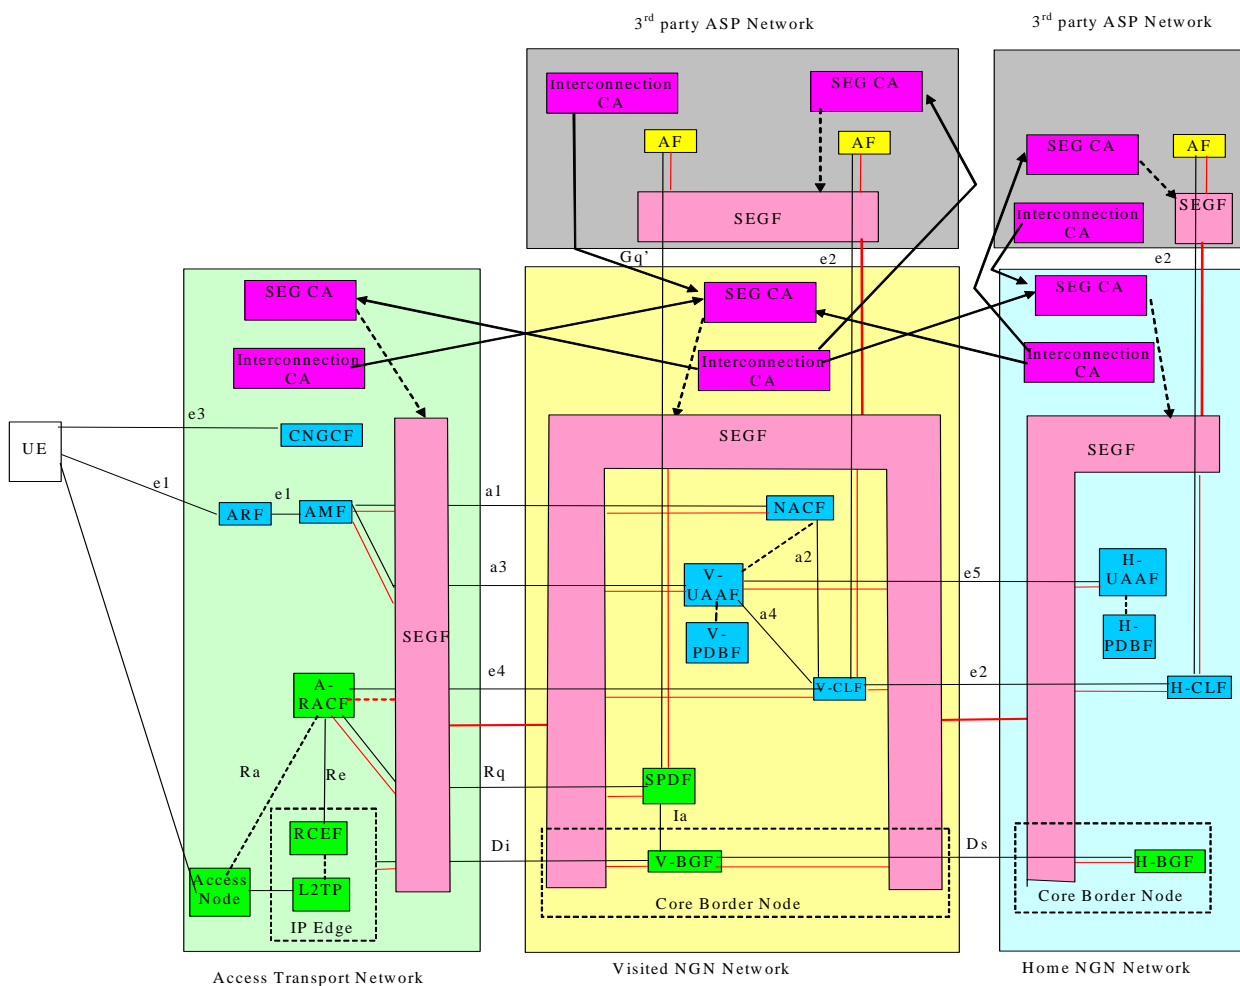 3rd party ASP Network
3rd party ASP Network
Interconnection
CA
SEG CA
AF
AF
SEG CA
AF
SEGF
SEGF
Interconnection
CA
Gq’
e2
e2
SEG CA
SEG CA
SEG CA
Interconnection
CA
Interconnection
CA
Interconnection
CA
e3
UE
CNGCF
SEGF
SEGF
e1
e1
ARF
AMF
a1
NACF
a3
a2
V-
UAAF
e5
H-
UAAF
a4
V-
PDBF
H-
PDBF
SEGF
e4
A-
RACF
V-CLF
e2
H-CLF
Ra
Re
Rq
SPDF
Ia
RCEF
Di
V-BGF
Ds
H-BGF
Access
Node
L2TP
IP Edge
Core Border Node
Core Border Node
Access Transport Network
Visited NGN Network
Home NGN Network